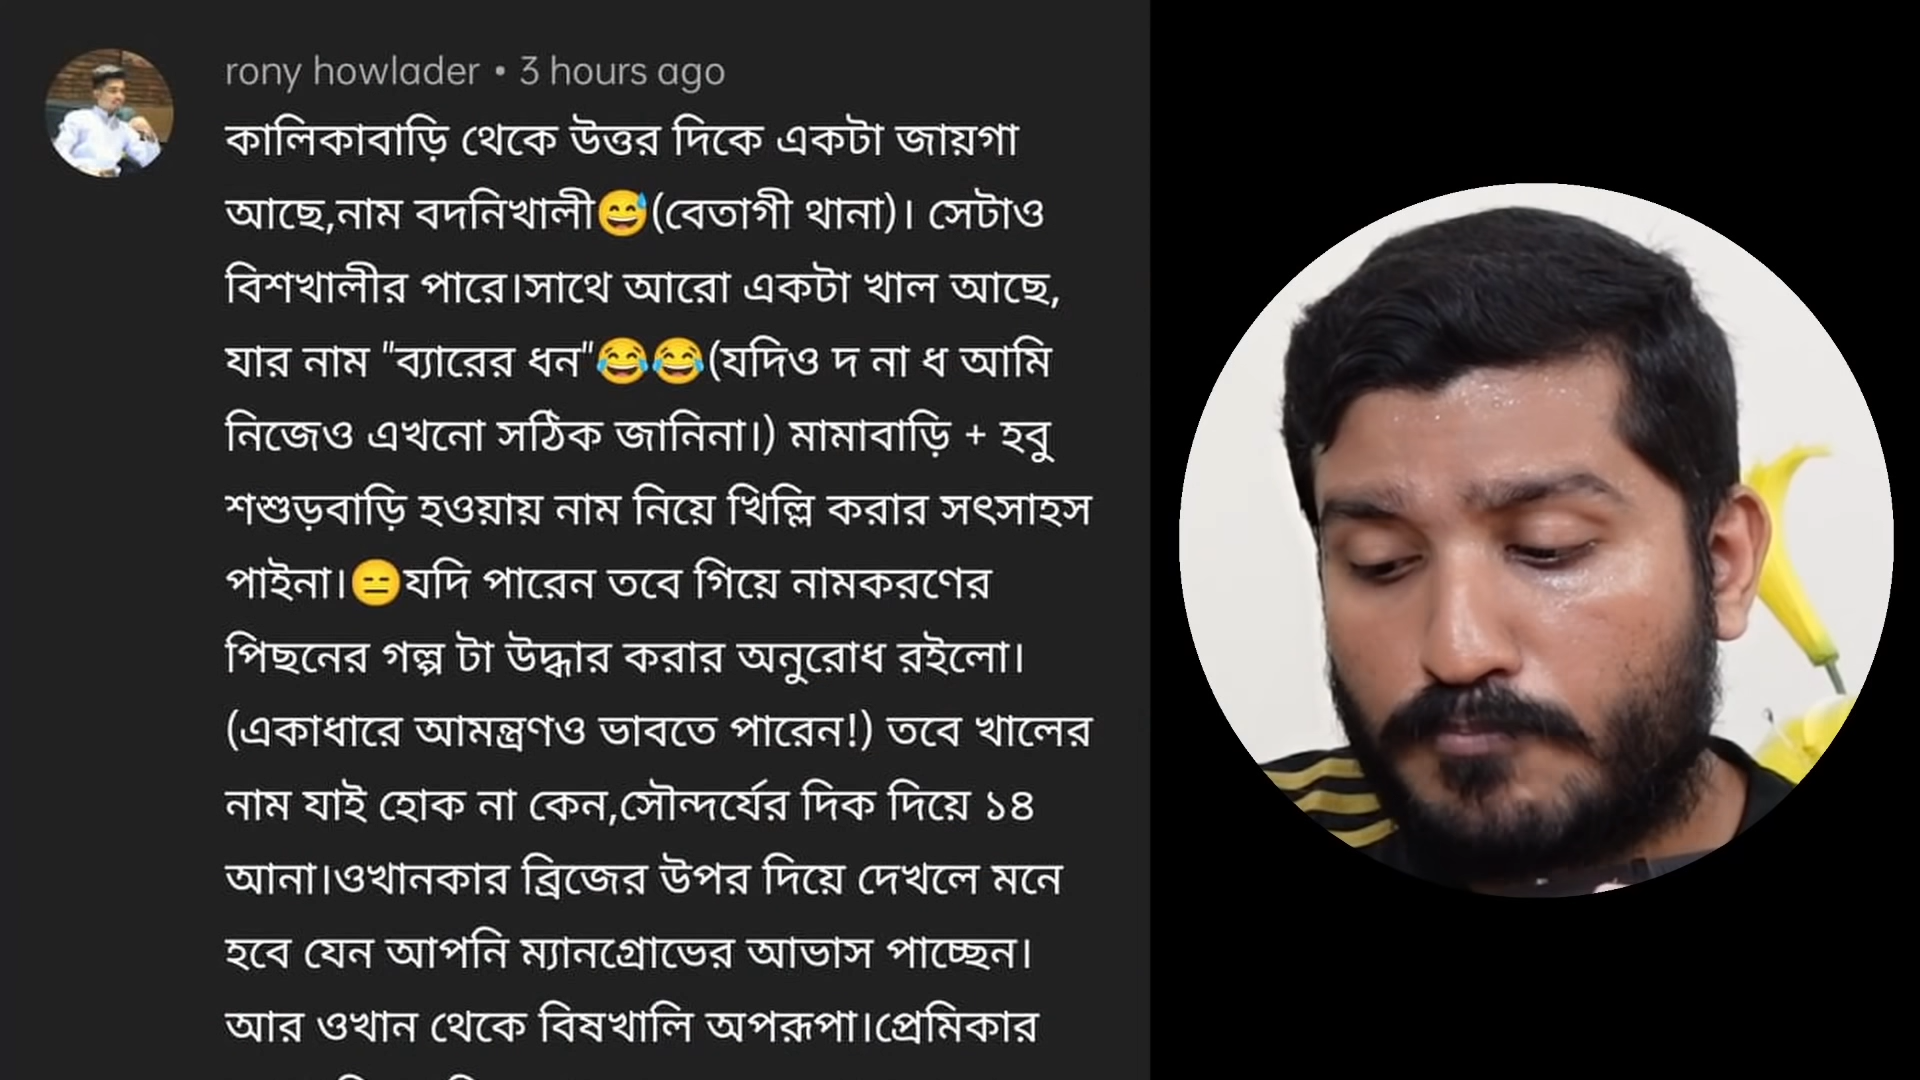 rony howlader • 3 hours ago
কালিকাবাড়ি থেকে উত্তর দিকে একটা জায়গা
আছে,নাম বদনিখালী😅(বেতাগী থানা)। সেটাও
বিশখালীর পারে।সাথে আরো একটা খাল আছে,
যার নাম "ব্যারের ধন"😂😂(যদিও দ না ধ আমি
নিজেও এখনো সঠিক জানিনা।) মামাবাড়ি + হবু
শশুড়বাড়ি হওয়ায় নাম নিয়ে খিল্লি করার সৎসাহস
পাইনা।😑যদি পারেন তবে গিয়ে নামকরণের
পিছনের গল্প টা উদ্ধার করার অনুরোধ রইলো।
(একাধারে আমন্ত্রণও ভাবতে পারেন!) তবে খালের
নাম যাই হোক না কেন,সৌন্দর্যের দিক দিয়ে ১৪
আনা।ওখানকার ব্রিজের উপর দিয়ে দেখলে মনে
হবে যেন আপনি ম্যানগ্রোভের আভাস পাচ্ছেন।
আর ওখান থেকে বিষখালি অপরূপা।প্রেমিকার